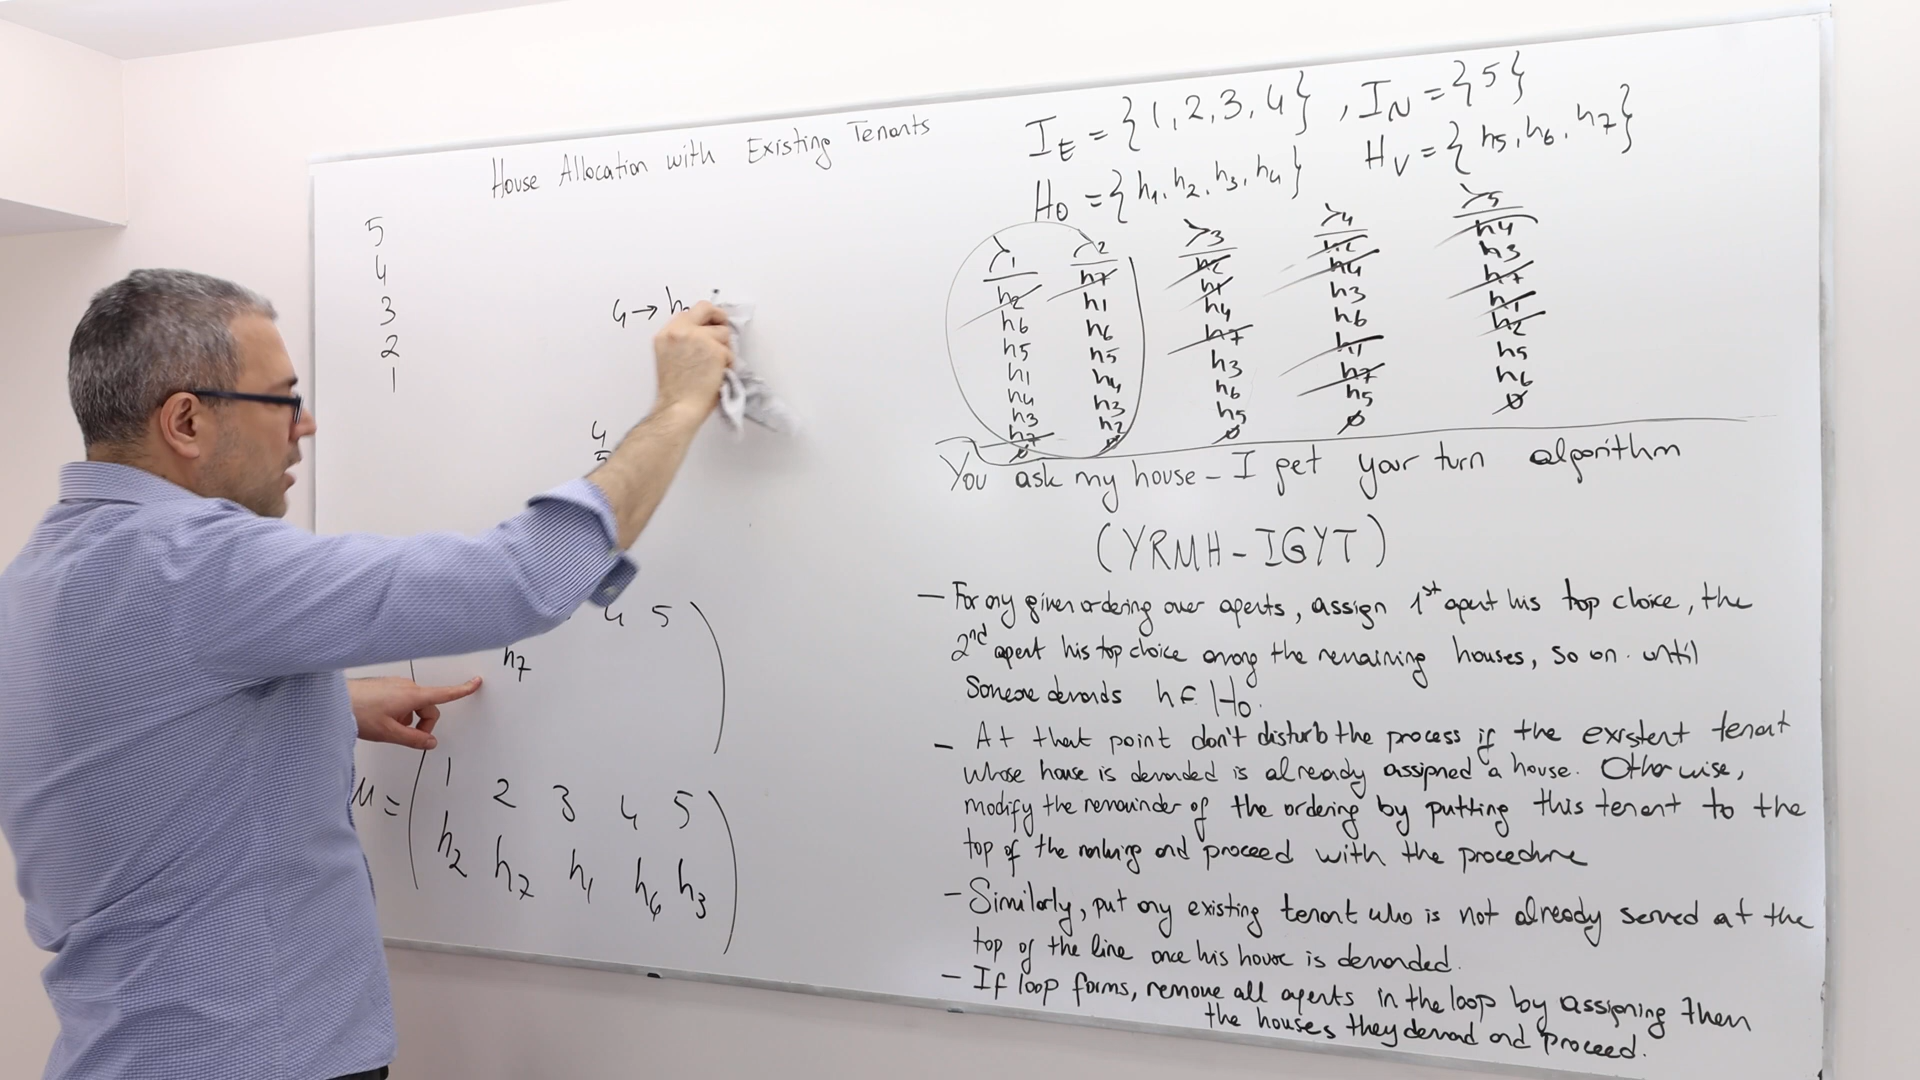 House Allocation with Existing Tenants
I_E = {1, 2, 3, 4} , I_N = {5}
H_O = {h1, h2, h3, h4} H_V = {h5, h6, h7}
5
4
3
2
1
4 →
4
≻1 ≻2 ≻3 ≻4 ≻5
h2 h7 h2 h2 h4
h6 h1 h1 h4 h3
h5 h6 h4 h3 h7
h1 h5 h7 h6 h1
h4 h4 h3 h1 h2
h3 h3 h6 h7 h5
h7 h2 h5 h5 h6
∅ ∅ ∅ ∅ ∅
4 5
h7
μ = ( 1 2 3 4 5 )
h2 h7 h1 h6 h3
You ask my house - I get your turn algorithm
(YRMH - IGYT)
- For any given ordering over agents, assign 1st agent his top choice, the
2nd agent his top choice among the remaining houses, so on. until
Someone demands h ∈ H_O.
- At that point don't disturb the process if the existent tenant
whose house is demanded is already assigned a house. Otherwise,
modify the remainder of the ordering by putting this tenant to the
top of the ranking and proceed with the procedure
- Similarly, put any existing tenant who is not already served at the
top of the line once his house is demanded.
- If loop forms, remove all agents in the loop by assigning them
the houses they demand and proceed.